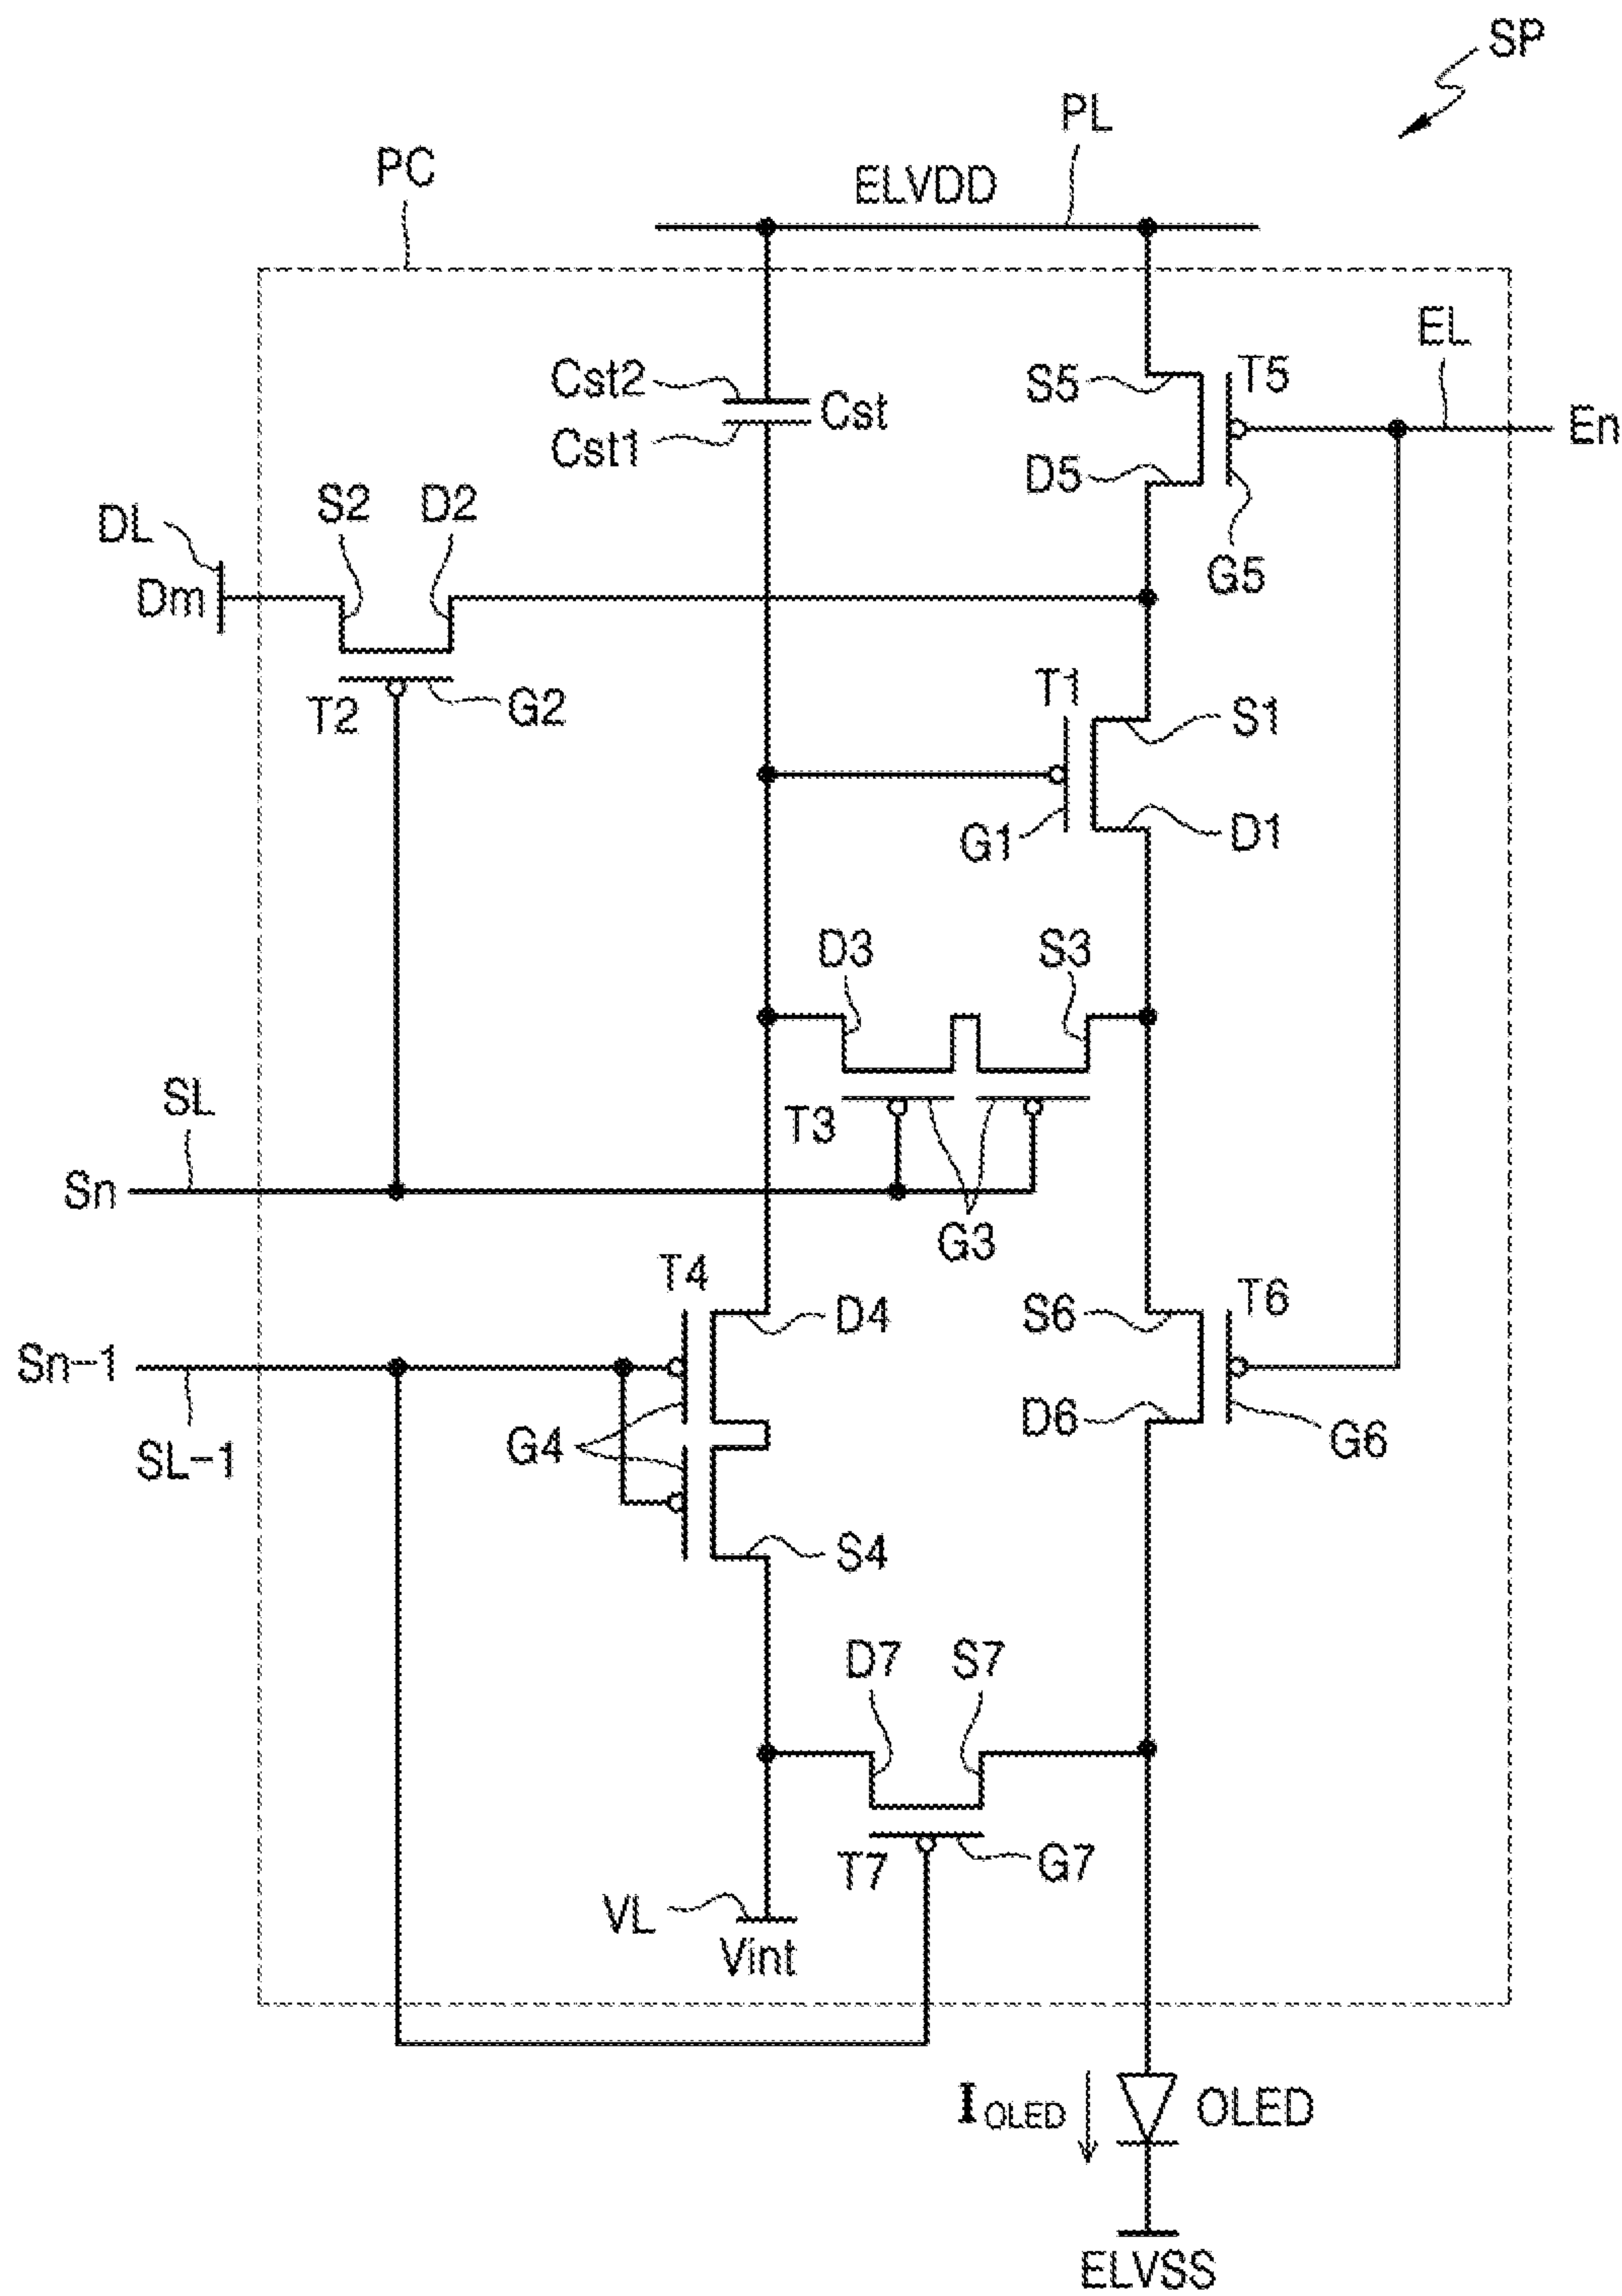 SP
PL
PC
ELVDD
EL
Cst2
S5
T5
Cst
En
Cst1
D5
S2
D2
DL
G5
Dm
T1
T2
G2
S1
G1
D1
D3
S3
SL
T3
Sn
G3
T4
D4
S6
T6
Sn-1
G4
D6
G6
SL-1
S4
D7
S7
T7
G7
VL
Vint
IOLED
OLED
ELVSS